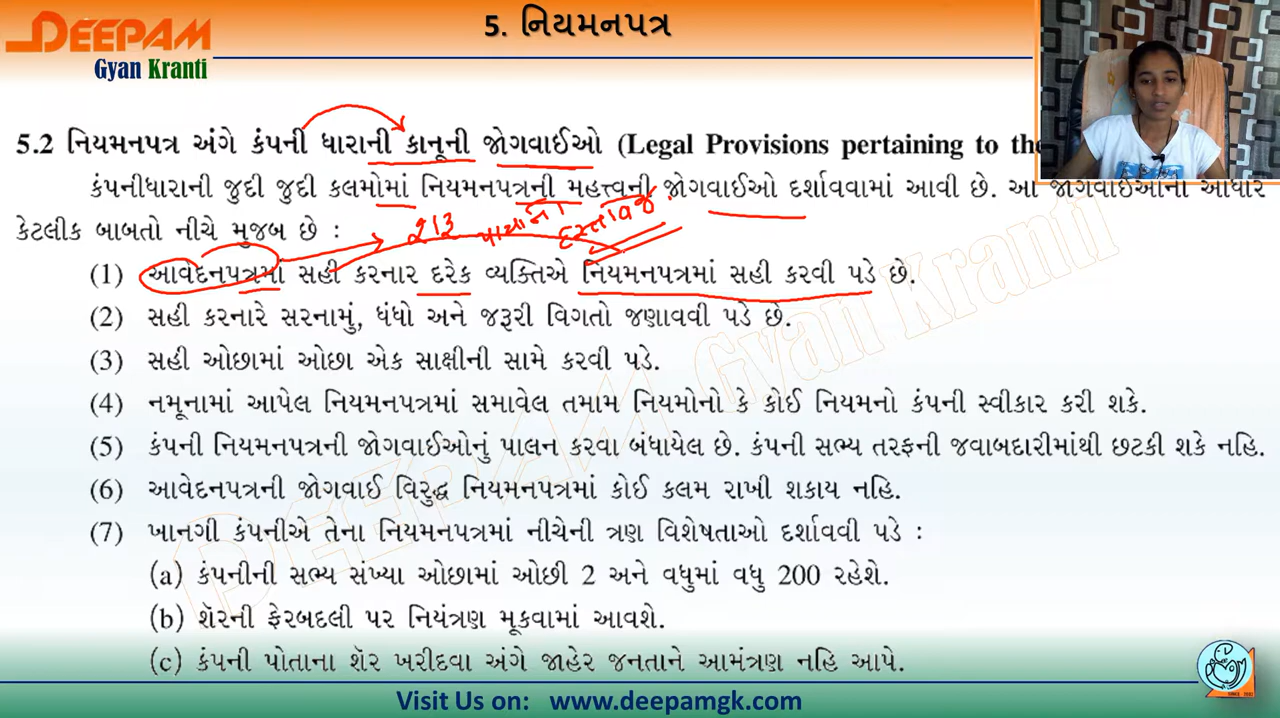 DEEPAM
Gyan Kranti
5. નિયમનપત્ર
5.2 નિયમનપત્ર અંગે કંપની ધારાની કાનૂની જોગવાઈઓ (Legal Provisions pertaining to the
કંપનીધારાની જુદી જુદી કલમોમાં નિયમનપત્રની મહત્ત્વની જોગવાઈઓ દર્શાવવામાં આવી છે. આ જોગવાઈઓની આધારે
કેટલીક બાબતો નીચે મુજબ છે :
પાયાનો દસ્તાવેજ
(1) આવેદનપત્રમાં સહી કરનાર દરેક વ્યક્તિએ નિયમનપત્રમાં સહી કરવી પડે છે.
(2) સહી કરનારે સરનામું, ધંધો અને જરૂરી વિગતો જણાવવી પડે છે.
(3) સહી ઓછામાં ઓછા એક સાક્ષીની સામે કરવી પડે.
(4) નમૂનામાં આપેલ નિયમનપત્રમાં સમાવેલ તમામ નિયમોનો કે કોઈ નિયમનો કંપની સ્વીકાર કરી શકે.
(5) કંપની નિયમનપત્રની જોગવાઈઓનું પાલન કરવા બંધાયેલ છે. કંપની સભ્ય તરફની જવાબદારીમાંથી છટકી શકે નહિ.
(6) આવેદનપત્રની જોગવાઈ વિરુદ્ધ નિયમનપત્રમાં કોઈ કલમ રાખી શકાય નહિ.
(7) ખાનગી કંપનીએ તેના નિયમનપત્રમાં નીચેની ત્રણ વિશેષતાઓ દર્શાવવી પડે :
(a) કંપનીની સભ્ય સંખ્યા ઓછામાં ઓછી 2 અને વધુમાં વધુ 200 રહેશે.
(b) શૅરની ફેરબદલી પર નિયંત્રણ મૂકવામાં આવશે.
(c) કંપની પોતાના શૅર ખરીદવા અંગે જાહેર જનતાને આમંત્રણ નહિ આપે.
DEEPAM Gyan Kranti
Visit Us on: www.deepamgk.com